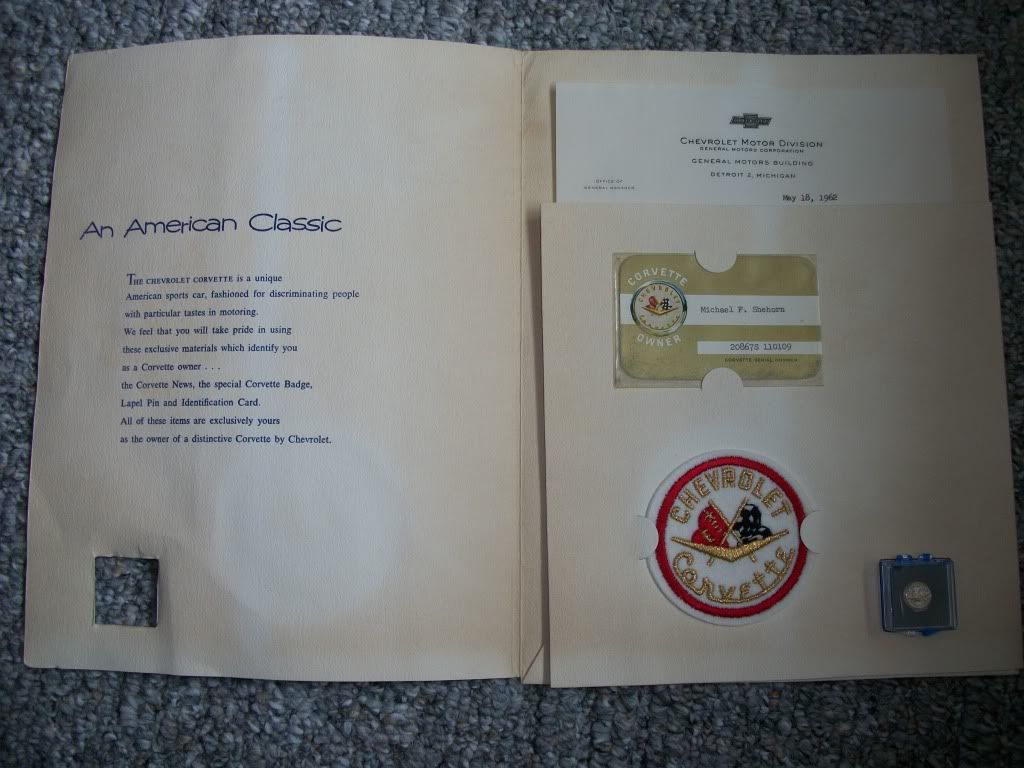 An American Classic
THE CHEVROLET CORVETTE is a unique
American sports car, fashioned for discriminating people
with particular tastes in motoring.
We feel that you will take pride in using
these exclusive materials which identify you
as a Corvette owner . . .
the Corvette News, the special Corvette Badge,
Lapel Pin and Identification Card.
All of these items are exclusively yours
as the owner of a distinctive Corvette by Chevrolet.
CHEVROLET MOTOR DIVISION
GENERAL MOTORS CORPORATION
GENERAL MOTORS BUILDING
DETROIT 2, MICHIGAN
OFFICE OF
GENERAL MANAGER
May 18, 1962
CORVETTE
CHEVROLET
Corvette
OWNER
Michael F. Shehorn
20867S 110109
CORVETTE SERIAL NUMBER
CHEVROLET
Corvette